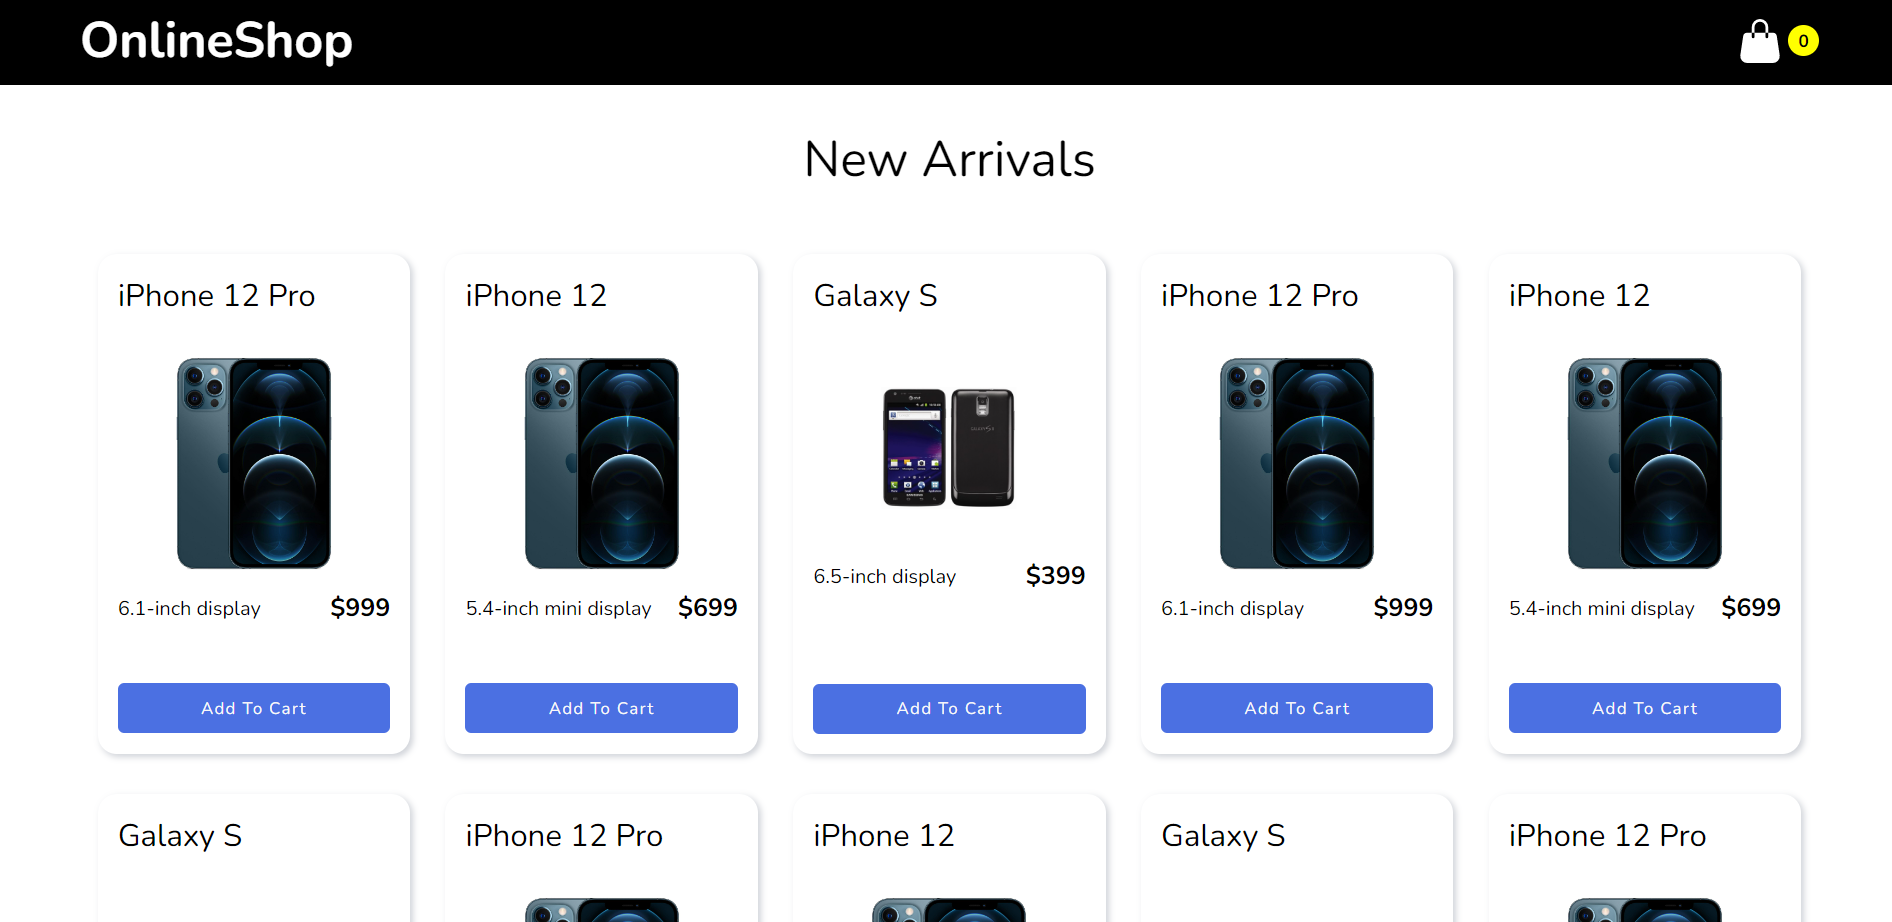 OnlineShop
0
New Arrivals
iPhone 12 Pro
iPhone 12
Galaxy S
iPhone 12 Pro
iPhone 12
6.1-inch display $999
5.4-inch mini display $699
6.5-inch display $399
6.1-inch display $999
5.4-inch mini display $699
Add To Cart
Add To Cart
Add To Cart
Add To Cart
Add To Cart
Galaxy S
iPhone 12 Pro
iPhone 12
Galaxy S
iPhone 12 Pro